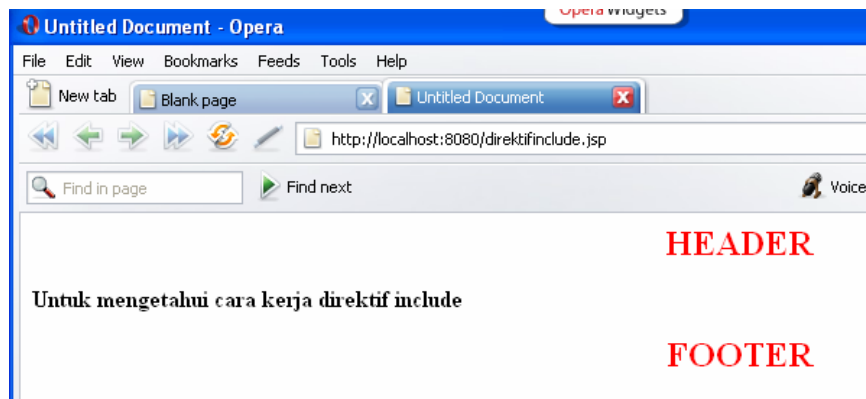 Opera Widgets
Untitled Document - Opera
File Edit View Bookmarks Feeds Tools Help
New tab Blank page Untitled Document
http://localhost:8080/direktifinclude.jsp
Find in page Find next Voice
HEADER
Untuk mengetahui cara kerja direktif include
FOOTER